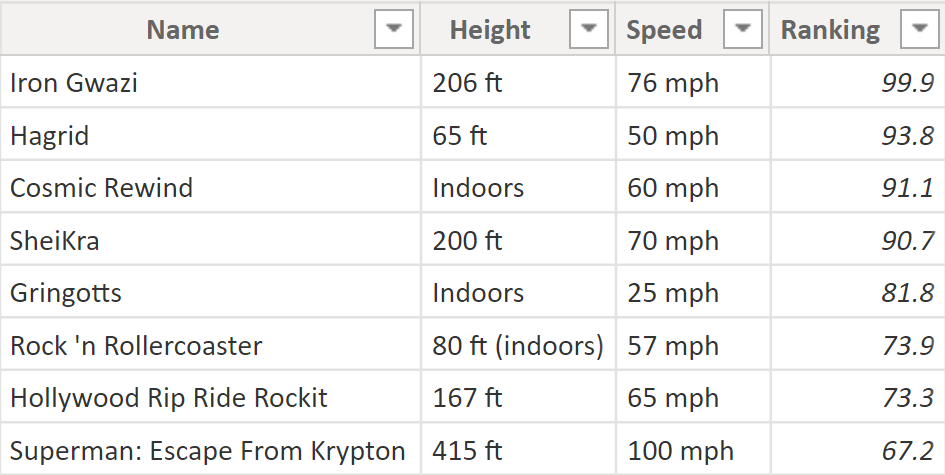 Name Height Speed Ranking
Iron Gwazi 206 ft 76 mph 99.9
Hagrid 65 ft 50 mph 93.8
Cosmic Rewind Indoors 60 mph 91.1
SheiKra 200 ft 70 mph 90.7
Gringotts Indoors 25 mph 81.8
Rock 'n Rollercoaster 80 ft (indoors) 57 mph 73.9
Hollywood Rip Ride Rockit 167 ft 65 mph 73.3
Superman: Escape From Krypton 415 ft 100 mph 67.2